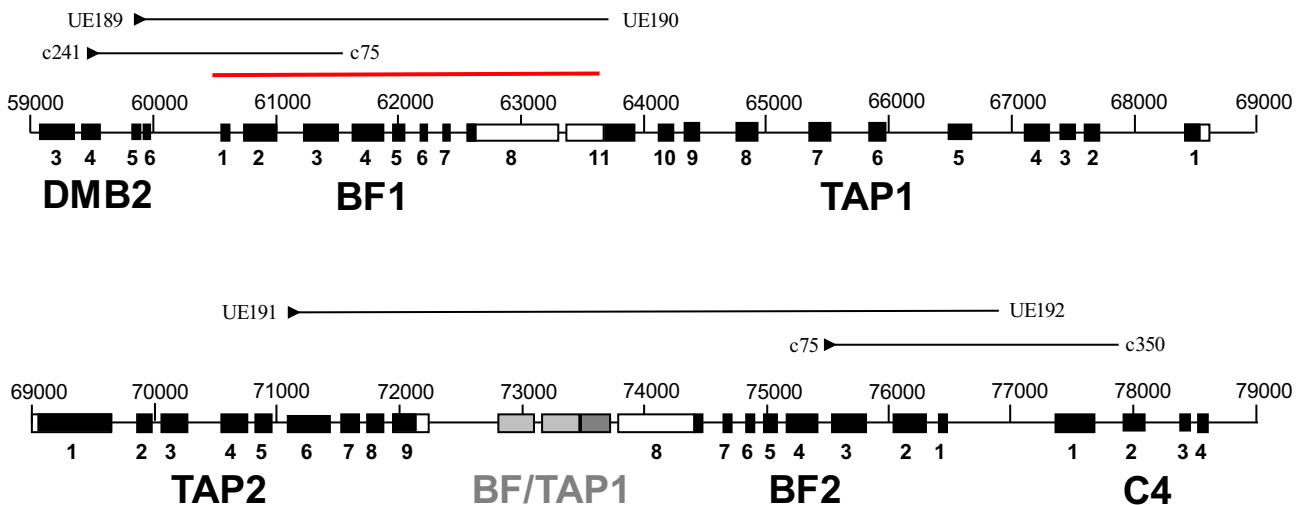 UE189 UE190
c241 c75
59000 60000 61000 62000 63000 64000 65000 66000 67000 68000 69000
3 4 5 6 1 2 3 4 5 6 7 8 11 10 9 8 7 6 5 4 3 2 1
DMB2 BF1 TAP1
UE191 UE192
c75 c350
69000 70000 71000 72000 73000 74000 75000 76000 77000 78000 79000
1 2 3 4 5 6 7 8 9 8 7 6 5 4 3 2 1 1 2 3 4
TAP2 BF/TAP1 BF2 C4